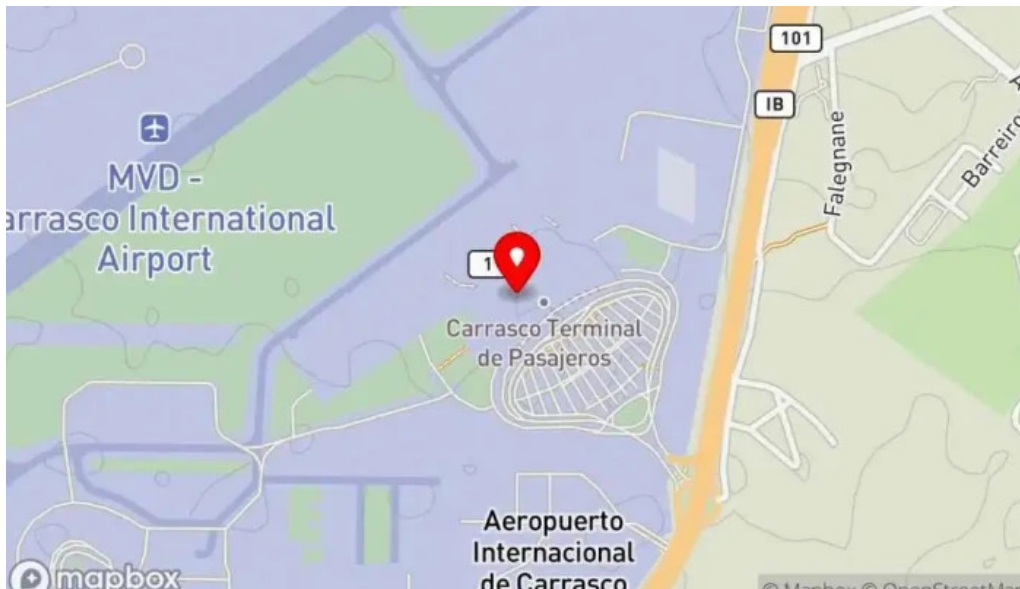 101
IB
Falegnane
Barreiro
MVD -
arrasco International
Airport
1
Carrasco Terminal
de Pasajeros
Aeropuerto
Internacional
de Carrasco
mapbox
© Mapbox © OpenStreetMap